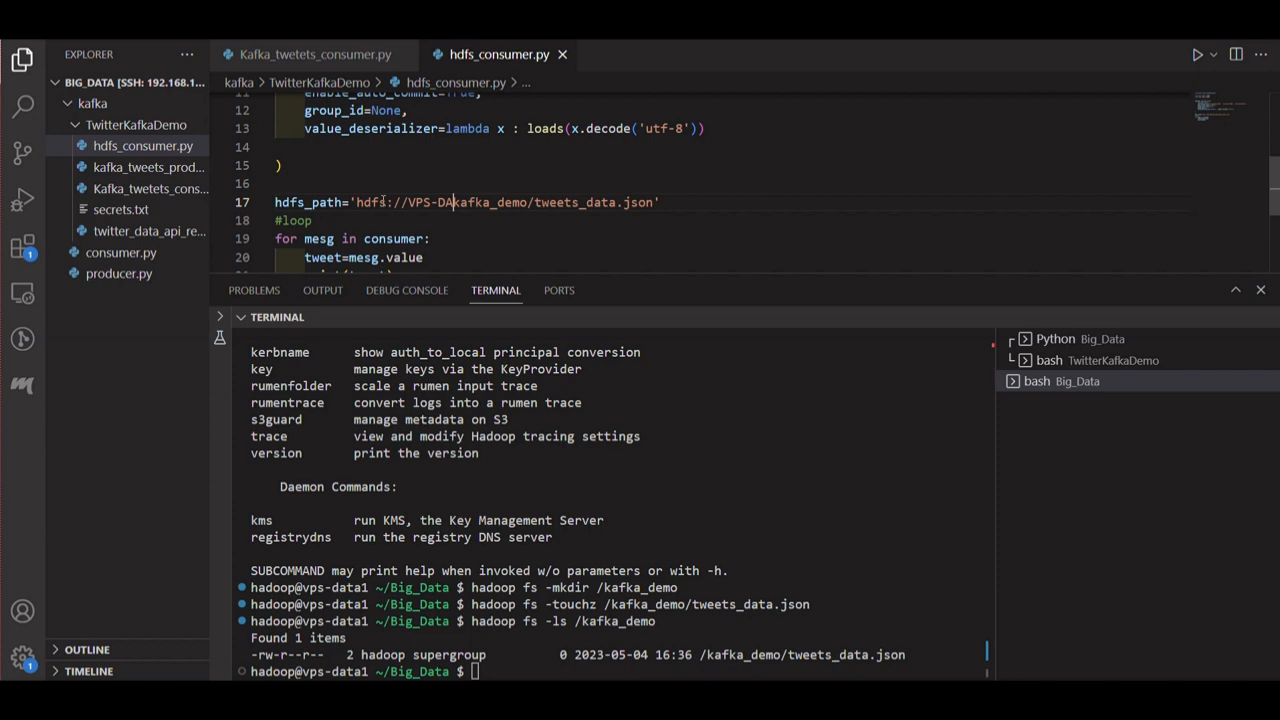 EXPLORER
Kafka_twetets_consumer.py
hdfs_consumer.py
BIG_DATA [SSH: 192.168.1...
kafka > TwitterKafkaDemo > hdfs_consumer.py > ...
kafka
TwitterKafkaDemo
hdfs_consumer.py
kafka_tweets_prod...
Kafka_twetets_cons...
secrets.txt
twitter_data_api_re...
consumer.py
producer.py
OUTLINE
TIMELINE
1
1
11 enable_auto_commit=True,
12 group_id=None,
13 value_deserializer=lambda x : loads(x.decode('utf-8'))
14
15 )
16
17 hdfs_path='hdfs://VPS-DAkafka_demo/tweets_data.json'
18 #loop
19 for mesg in consumer:
20 tweet=mesg.value
PROBLEMS OUTPUT DEBUG CONSOLE TERMINAL PORTS
TERMINAL
kerbname show auth_to_local principal conversion
key manage keys via the KeyProvider
rumenfolder scale a rumen input trace
rumentrace convert logs into a rumen trace
s3guard manage metadata on S3
trace view and modify Hadoop tracing settings
version print the version
Daemon Commands:
kms run KMS, the Key Management Server
registrydns run the registry DNS server
SUBCOMMAND may print help when invoked w/o parameters or with -h.
hadoop@vps-data1 ~/Big_Data $ hadoop fs -mkdir /kafka_demo
hadoop@vps-data1 ~/Big_Data $ hadoop fs -touchz /kafka_demo/tweets_data.json
hadoop@vps-data1 ~/Big_Data $ hadoop fs -ls /kafka_demo
Found 1 items
-rw-r--r-- 2 hadoop supergroup 0 2023-05-04 16:36 /kafka_demo/tweets_data.json
hadoop@vps-data1 ~/Big_Data $
Python Big_Data
bash TwitterKafkaDemo
bash Big_Data